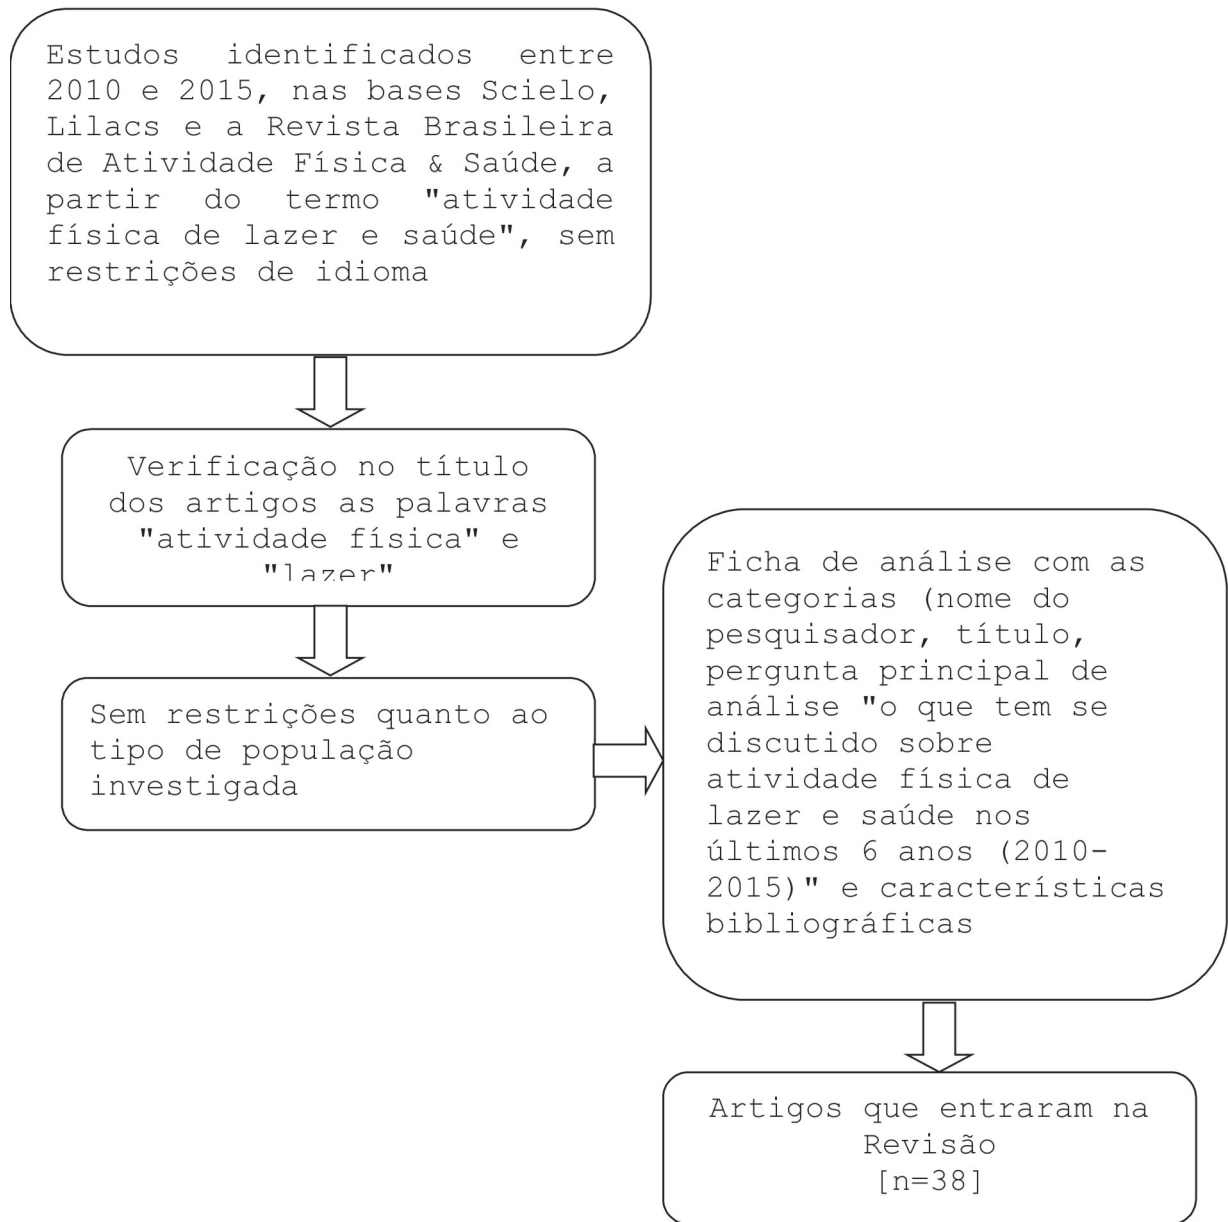 Estudos identificados entre
2010 e 2015, nas bases Scielo,
Lilacs e a Revista Brasileira
de Atividade Física & Saúde, a
partir do termo "atividade
física de lazer e saúde", sem
restrições de idioma
Verificação no título
dos artigos as palavras
"atividade física" e
"lazer"
Sem restrições quanto ao
tipo de população
investigada
Ficha de análise com as
categorias (nome do
pesquisador, título,
pergunta principal de
análise "o que tem se
discutido sobre
atividade física de
lazer e saúde nos
últimos 6 anos (2010-
2015)" e características
bibliográficas
Artigos que entraram na
Revisão
[n=38]